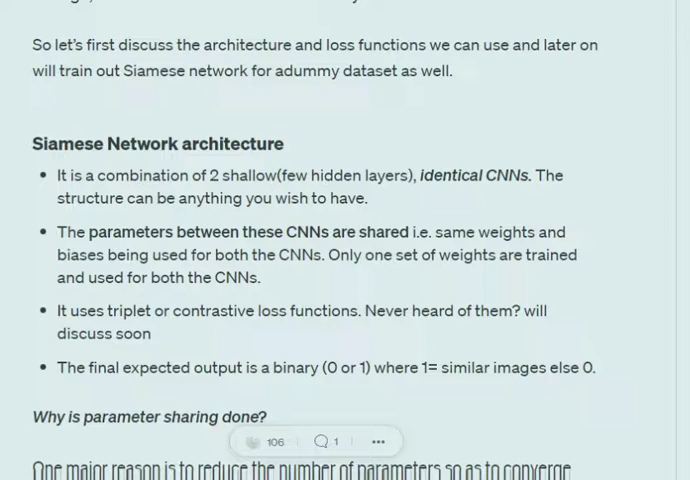 So let's first discuss the architecture and loss functions we can use and later on
will train out Siamese network for adummy dataset as well.
Siamese Network architecture
• It is a combination of 2 shallow(few hidden layers), identical CNNs. The
structure can be anything you wish to have.
• The parameters between these CNNs are shared i.e. same weights and
biases being used for both the CNNs. Only one set of weights are trained
and used for both the CNNs.
• It uses triplet or contrastive loss functions. Never heard of them? will
discuss soon
• The final expected output is a binary (0 or 1) where 1= similar images else 0.
Why is parameter sharing done?
106 1
One major reason is to reduce the number of parameters so as to converge